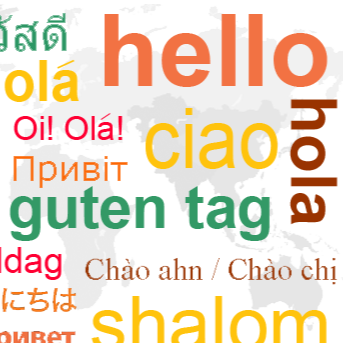 วัสดี
hello
olá
Oi! Olá!
ciao
hola
Привіт
guten tag
ldag
Chào ahn / Chào chị
にちは
shalom
ривет